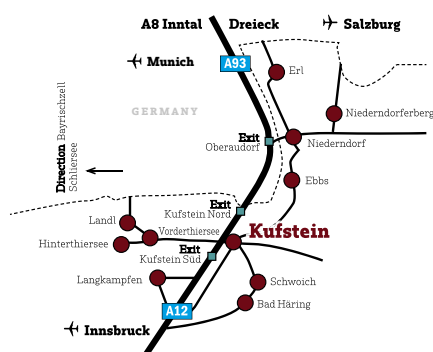 A8 Inntal Dreieck
Salzburg
Munich
A93
Erl
GERMANY
Niederndorferberg
Exit
Oberaudorf
Niederndorf
Direction Bayrischzell
Schliersee
Ebbs
Exit
Kufstein Nord
Landl
Vorderthiersee
Kufstein
Hinterthiersee
Exit
Kufstein Süd
Langkampfen
Schwoich
Bad Häring
A12
Innsbruck